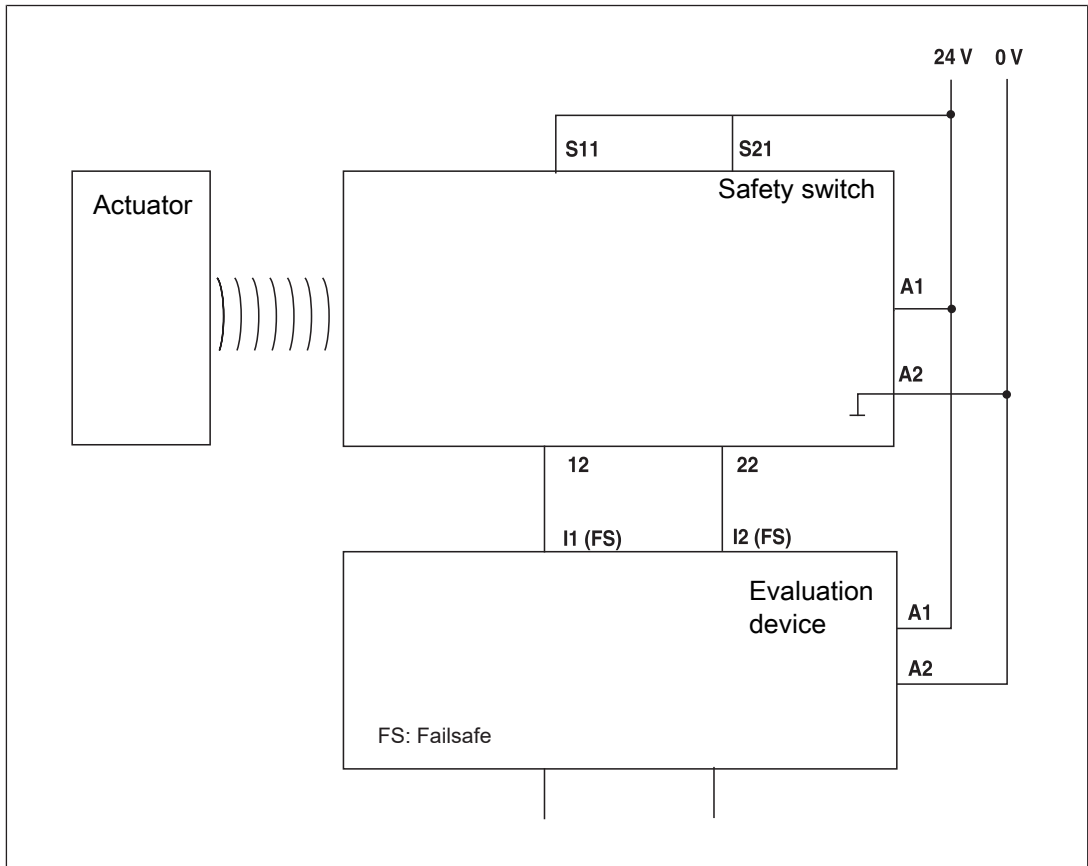 24 V 0 V
S11 S21
Actuator
Safety switch
A1
A2
12 22
I1 (FS) I2 (FS)
Evaluation
device
A1
A2
FS: Failsafe